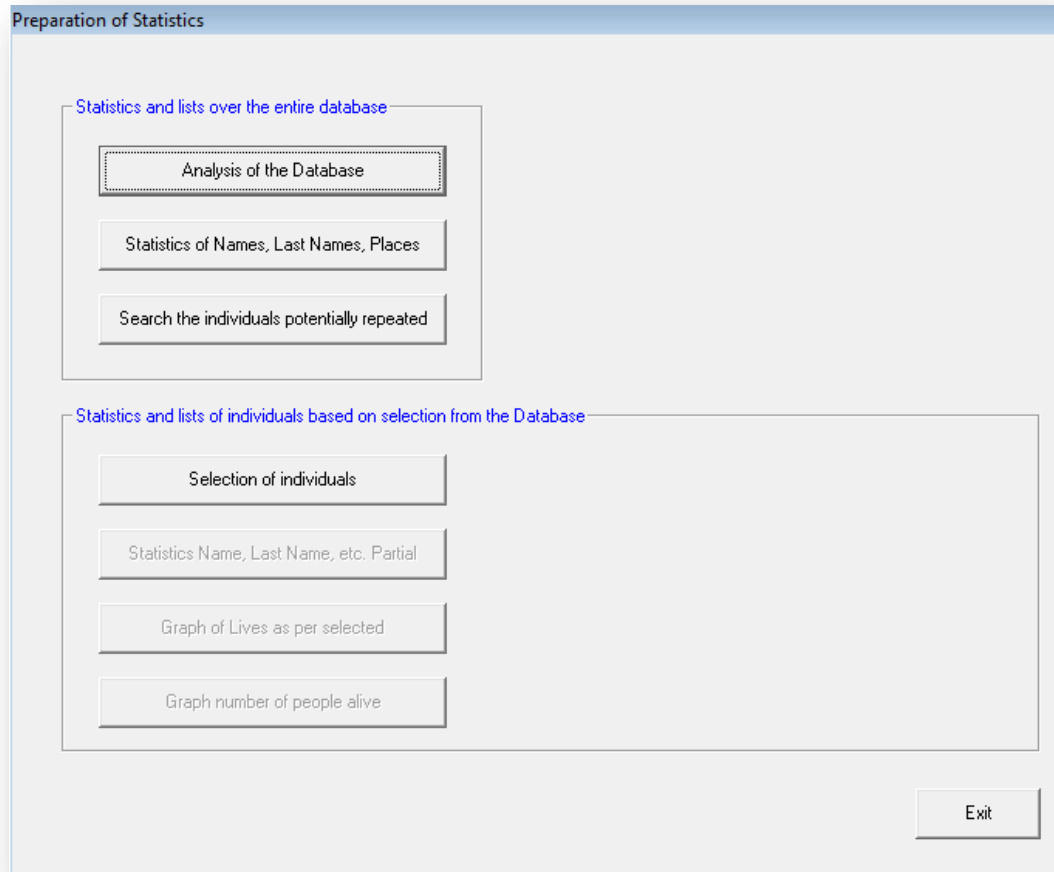 Preparation of Statistics
Statistics and lists over the entire database
Analysis of the Database
Statistics of Names, Last Names, Places
Search the individuals potentially repeated
Statistics and lists of individuals based on selection from the Database
Selection of individuals
Statistics Name, Last Name, etc. Partial
Graph of Lives as per selected
Graph number of people alive
Exit